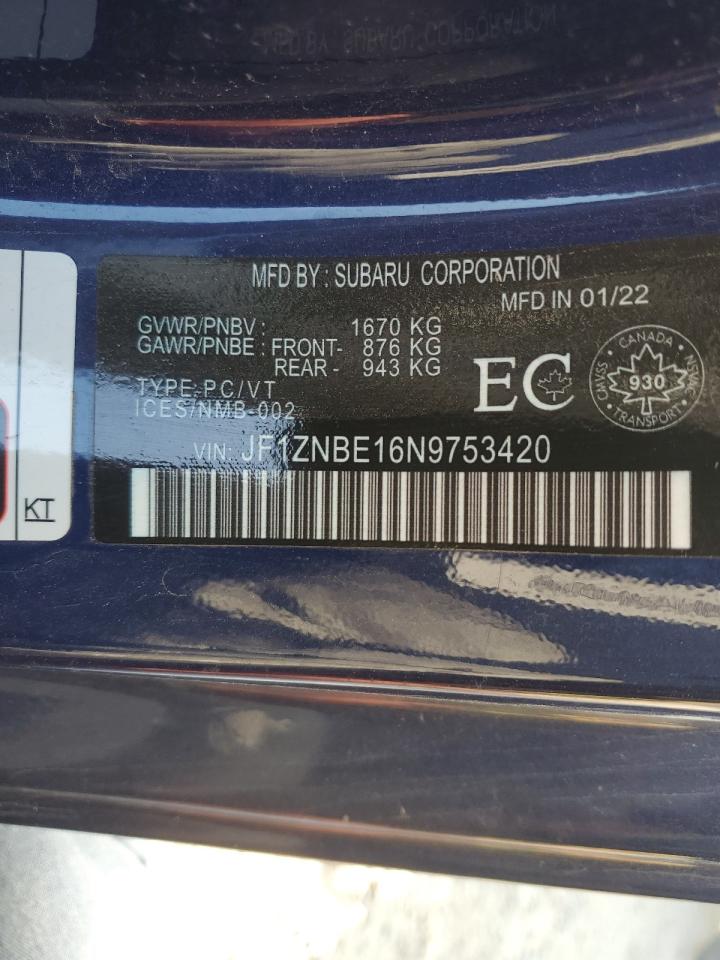 MFD BY : SUBARU CORPORATION
MFD IN 01/22
GVWR/PNBV : 1670 KG
GAWR/PNBE : FRONT- 876 KG
REAR - 943 KG
TYPE:PC/VT
ICES/NMB-002
EC
CANADA
930
TRANSPORT
VIN: JF1ZNBE16N9753420
KT